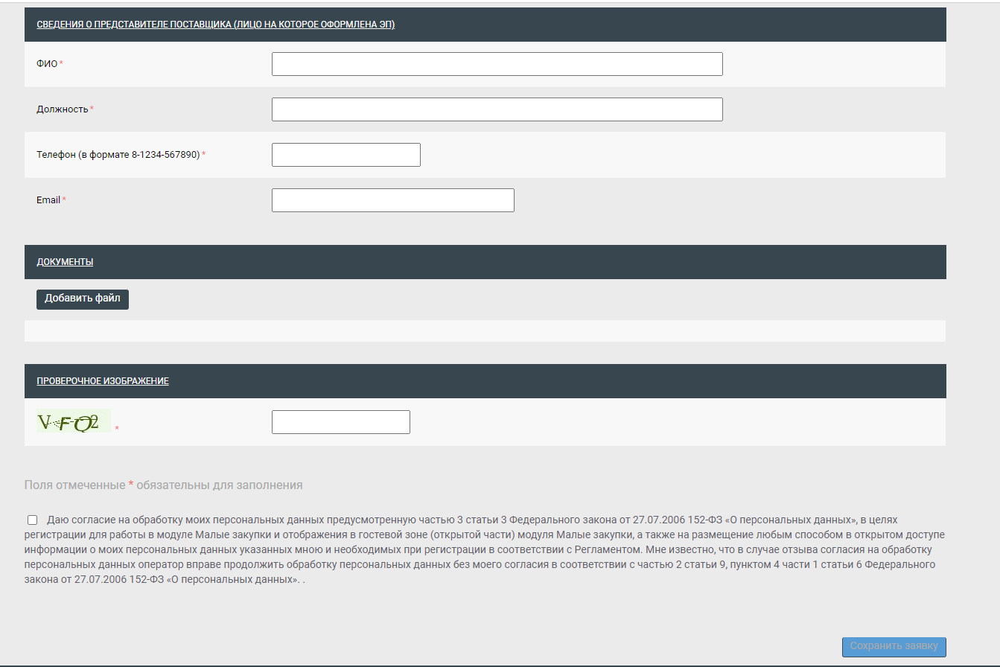 СВЕДЕНИЯ О ПРЕДСТАВИТЕЛЕ ПОСТАВЩИКА (ЛИЦО НА КОТОРОЕ ОФОРМЛЕНА ЭП)
ФИО *
Должность *
Телефон (в формате 8-1234-567890) *
Email *
ДОКУМЕНТЫ
Добавить файл
ПРОВЕРОЧНОЕ ИЗОБРАЖЕНИЕ
*
Поля отмеченные * обязательны для заполнения
Даю согласие на обработку моих персональных данных предусмотренную частью 3 статьи 3 Федерального закона от 27.07.2006 152-ФЗ «О персональных данных», в целях
регистрации для работы в модуле Малые закупки и отображения в гостевой зоне (открытой части) модуля Малые закупки, а также на размещение любым способом в открытом доступе
информации о моих персональных данных указанных мною и необходимых при регистрации в соответствии с Регламентом. Мне известно, что в случае отзыва согласия на обработку
персональных данных оператор вправе продолжить обработку персональных данных без моего согласия в соответствии с частью 2 статьи 9, пунктом 4 части 1 статьи 6 Федерального
закона от 27.07.2006 152-ФЗ «О персональных данных». .
Сохранить заявку